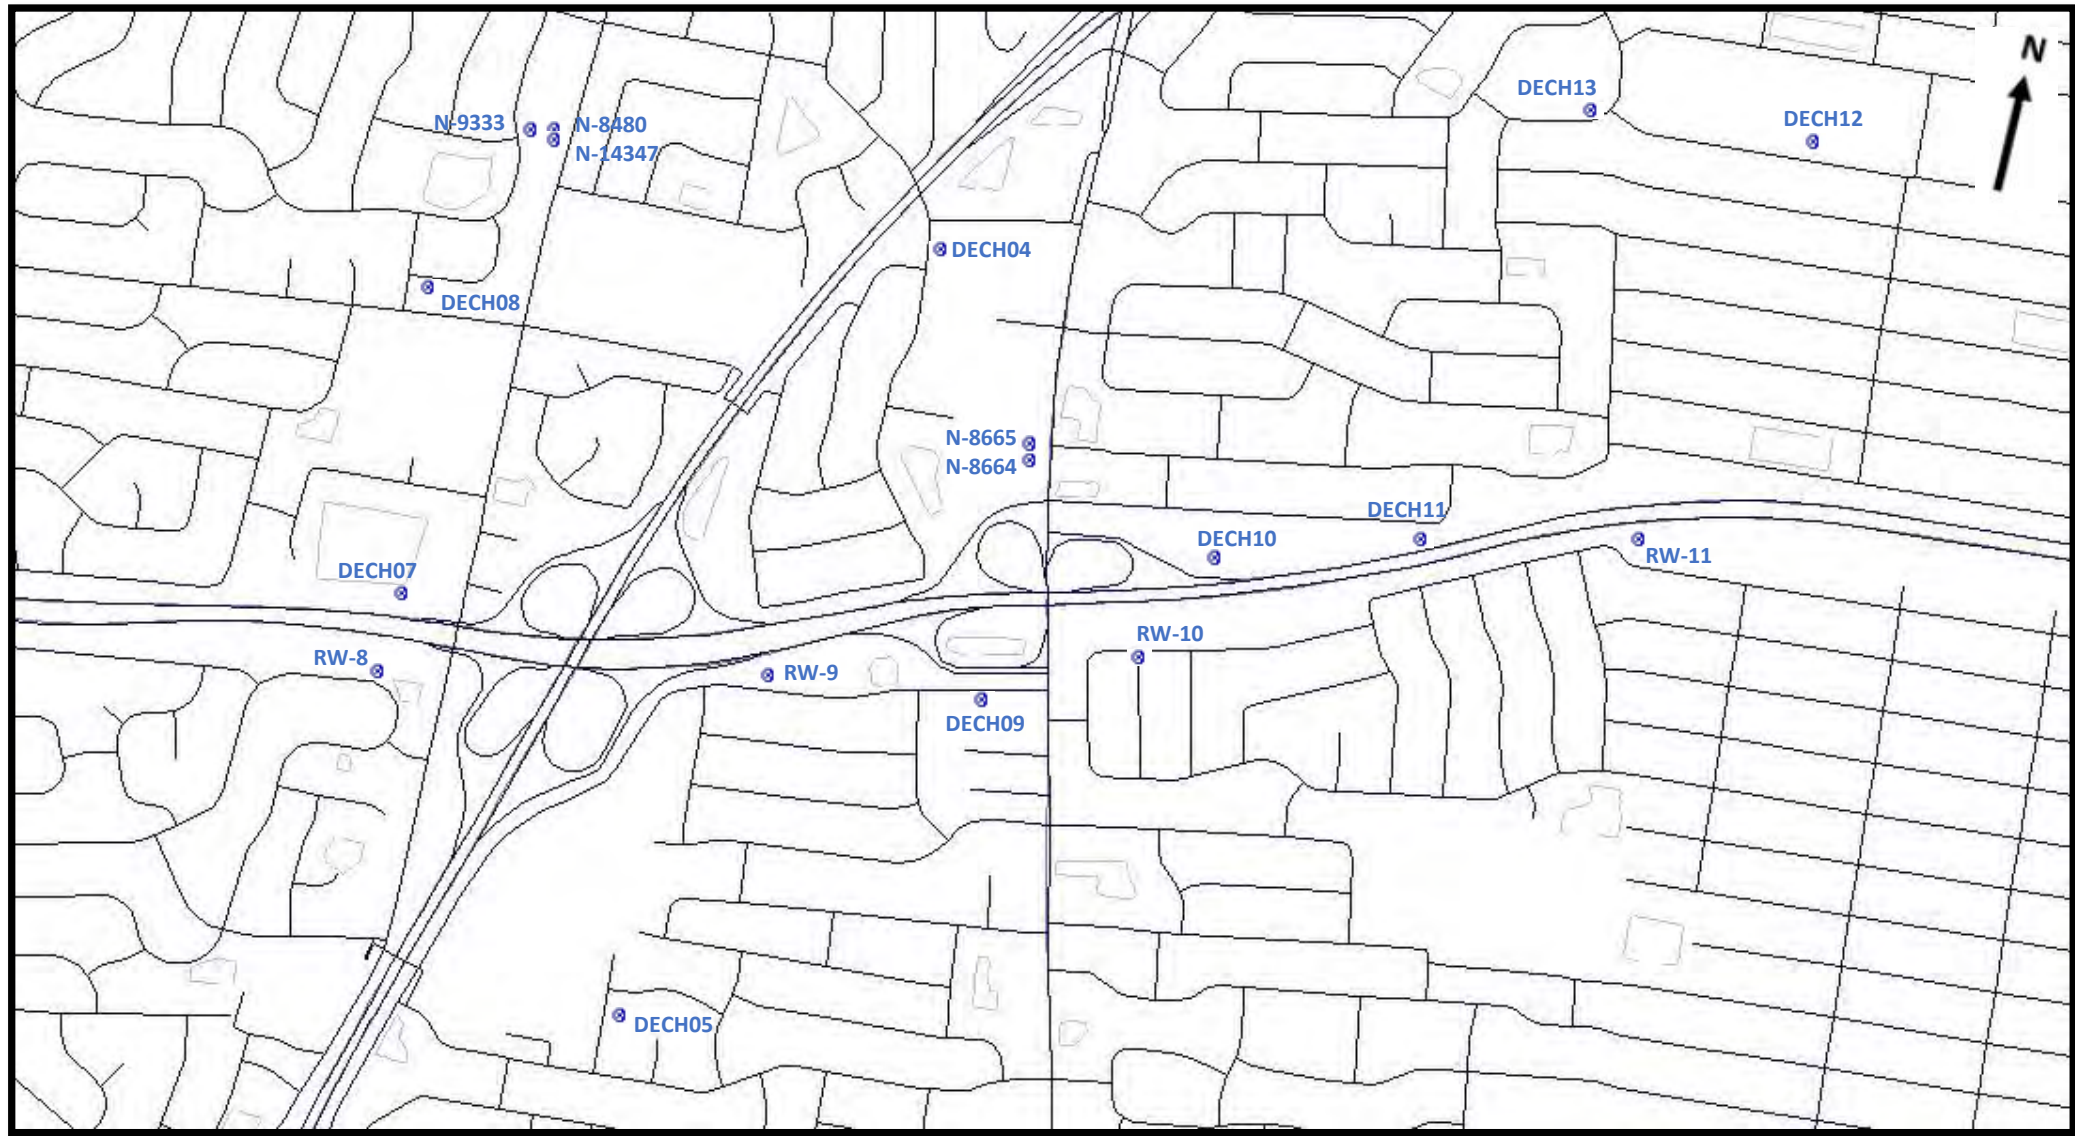 N
DECH13
DECH12
N-9333
N-8480
N-14347
DECH04
DECH08
N-8665
N-8664
DECH11
DECH10
RW-11
DECH07
RW-10
RW-8
RW-9
DECH09
DECH05